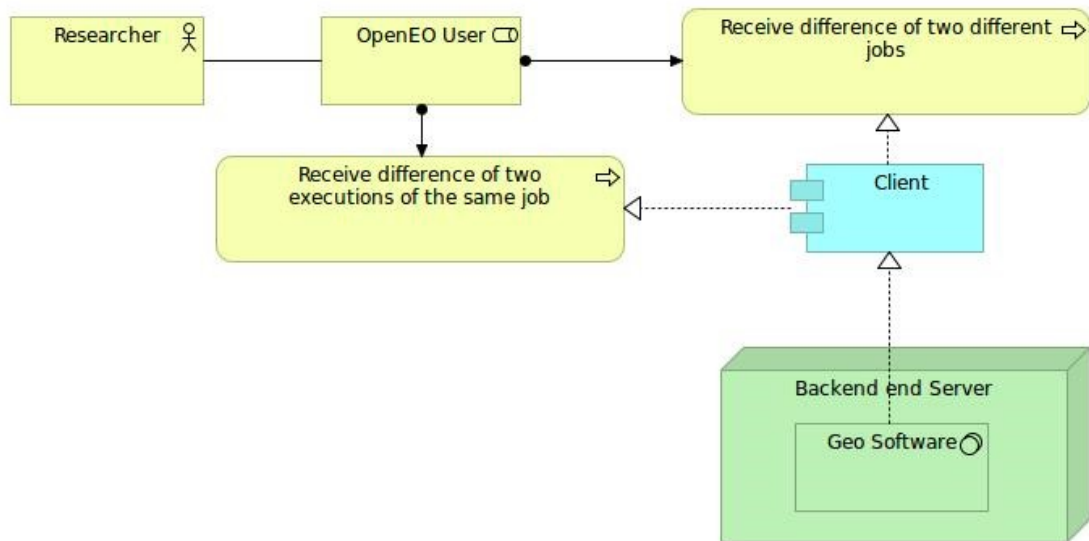 Researcher
OpenEO User
Receive difference of two different
jobs
Receive difference of two
executions of the same job
Client
Backend end Server
Geo Software